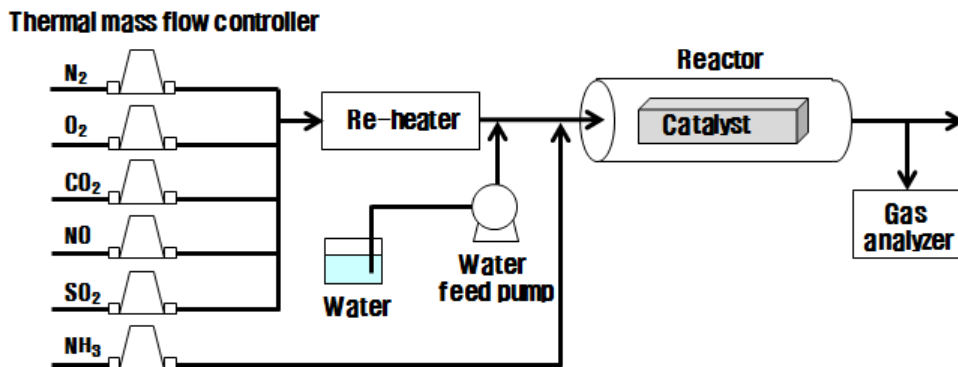 Thermal mass flow controller
N₂
O₂
CO₂
NO
SO₂
NH₃
Re-heater
Water
Water
feed pump
Reactor
Catalyst
Gas
analyzer